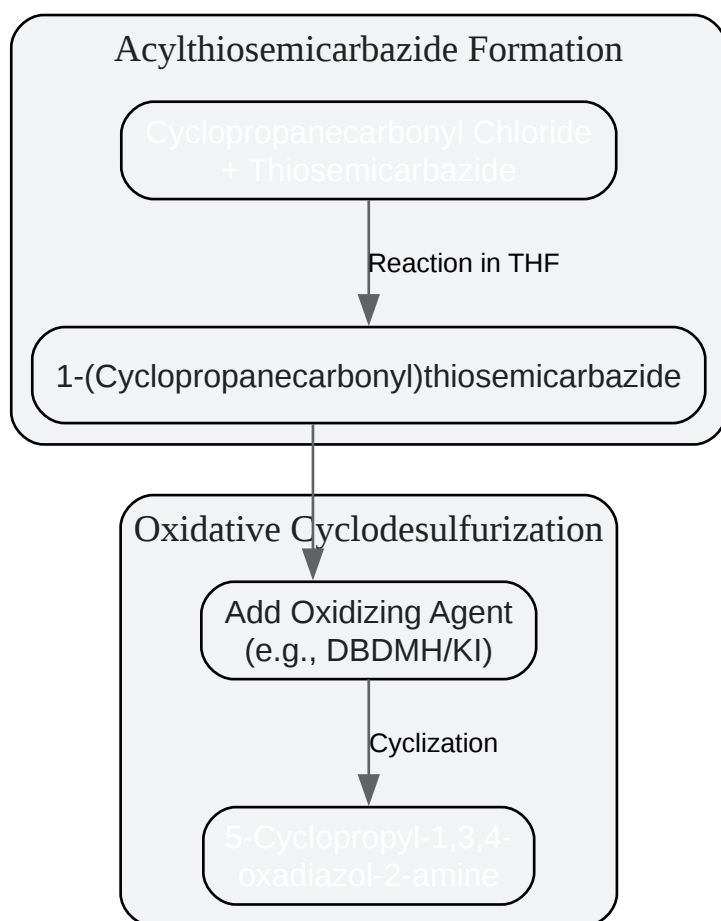 Acylthiosemicarbazide Formation
Cyclopropanecarbonyl Chloride
+ Thiosemicarbazide
Reaction in THF
1-(Cyclopropanecarbonyl)thiosemicarbazide
Oxidative Cyclodesulfurization
Add Oxidizing Agent
(e.g., DBDMH/KI)
Cyclization
5-Cyclopropyl-1,3,4-
oxadiazol-2-amine